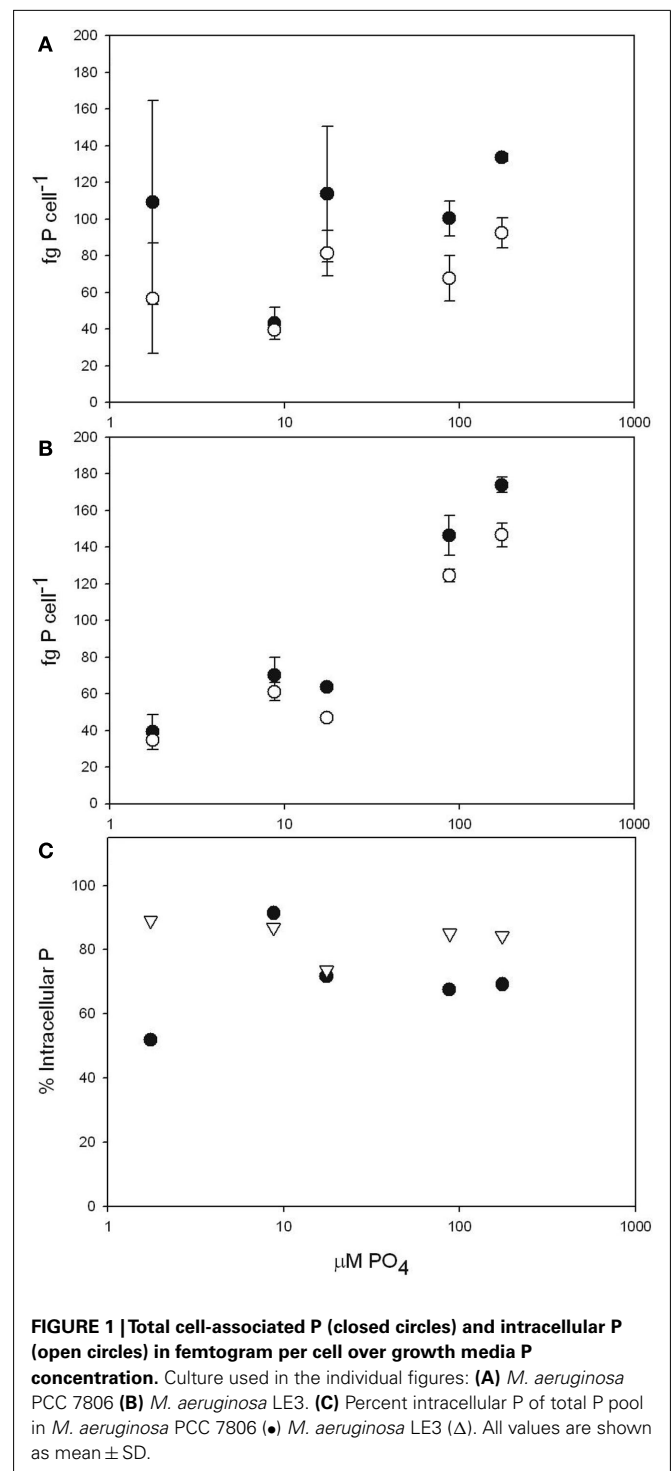 A
200
180
160
140
120
100
80
60
40
20
0
fg P cell-1
1 10 100 1000
B
200
180
160
140
120
100
80
60
40
20
0
fg P cell-1
1 10 100 1000
C
100
80
60
40
20
0
% Intracellular P
1 10 100 1000
μM PO4
FIGURE 1 | Total cell-associated P (closed circles) and intracellular P
(open circles) in femtogram per cell over growth media P
concentration. Culture used in the individual figures: (A) M. aeruginosa
PCC 7806 (B) M. aeruginosa LE3. (C) Percent intracellular P of total P pool
in M. aeruginosa PCC 7806 (●) M. aeruginosa LE3 (Δ). All values are shown
as mean ± SD.